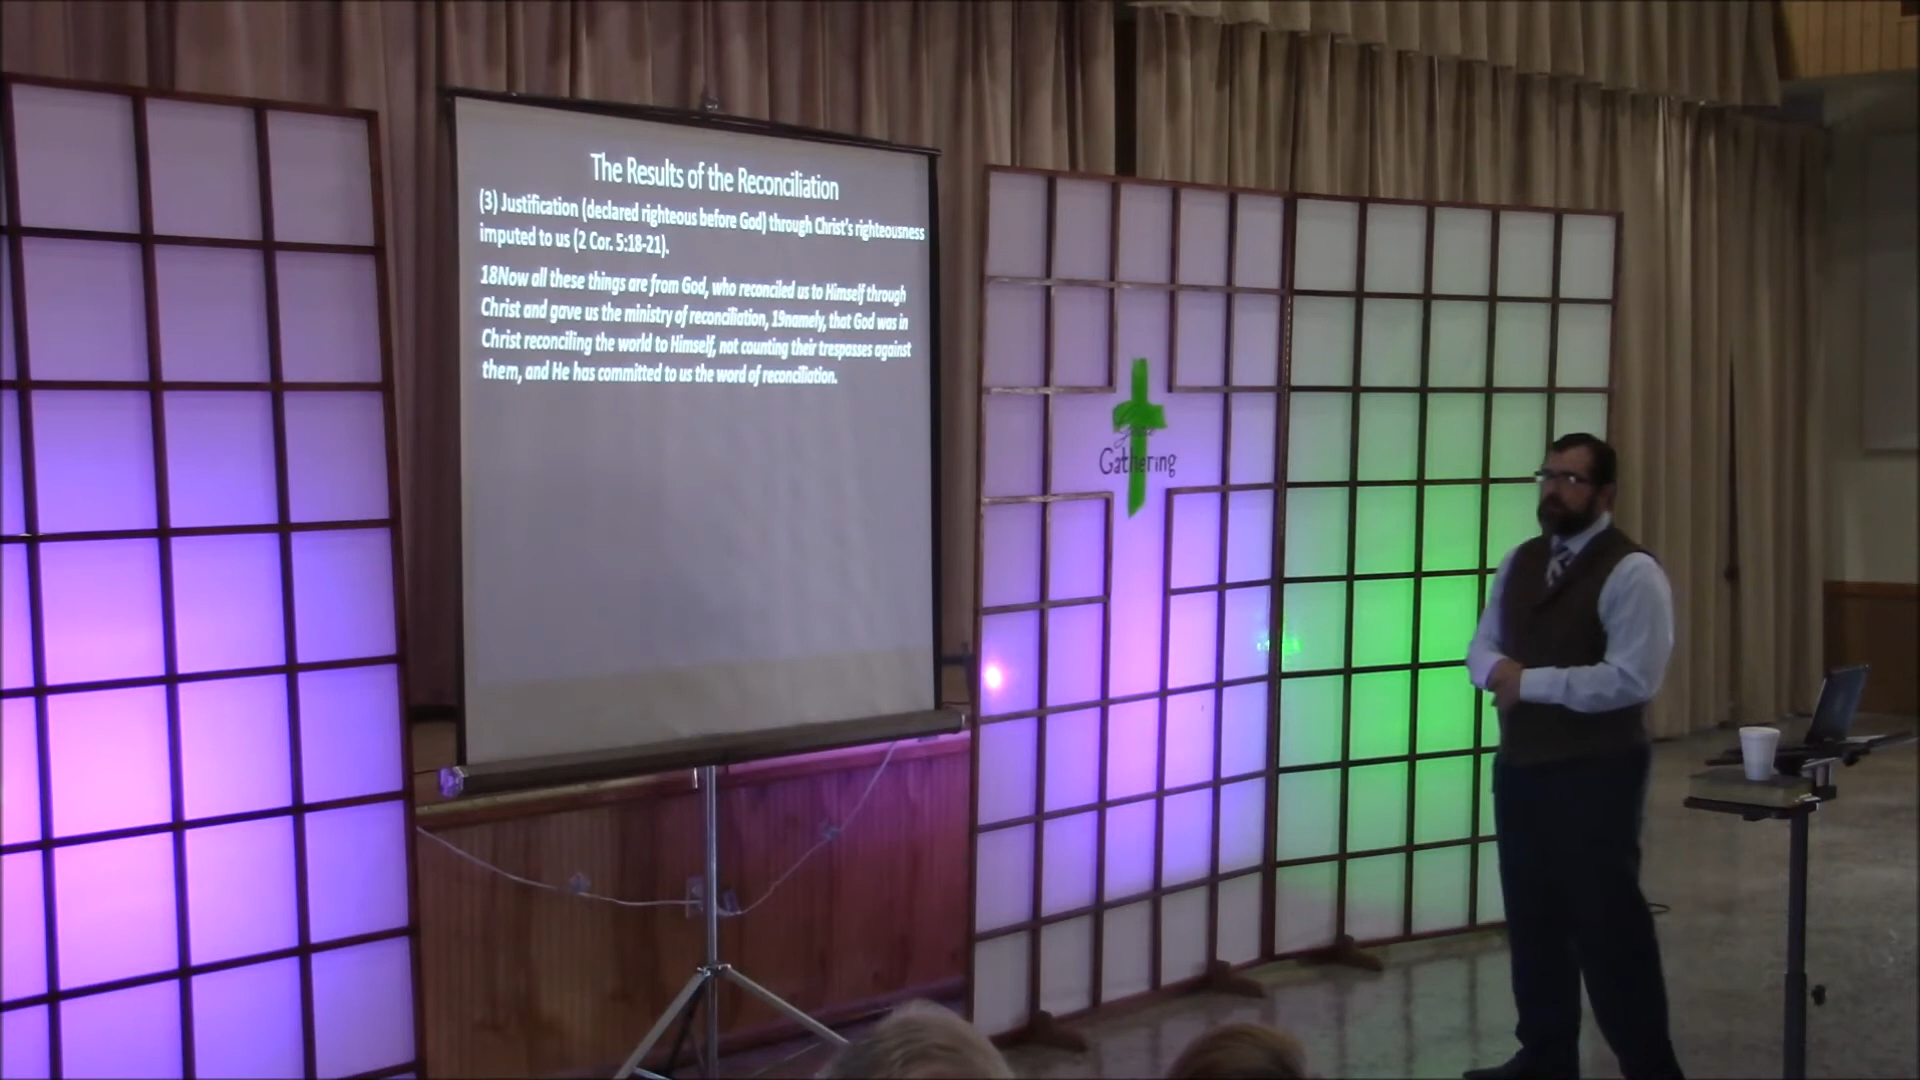 The Results of the Reconciliation
(3) Justification (declared righteous before God) through Christ's righteousness
imputed to us (2 Cor. 5:18-21).
18Now all these things are from God, who reconciled us to Himself through
Christ and gave us the ministry of reconciliation, 19namely, that God was in
Christ reconciling the world to Himself, not counting their trespasses against
them, and He has committed to us the word of reconciliation.
Gathering